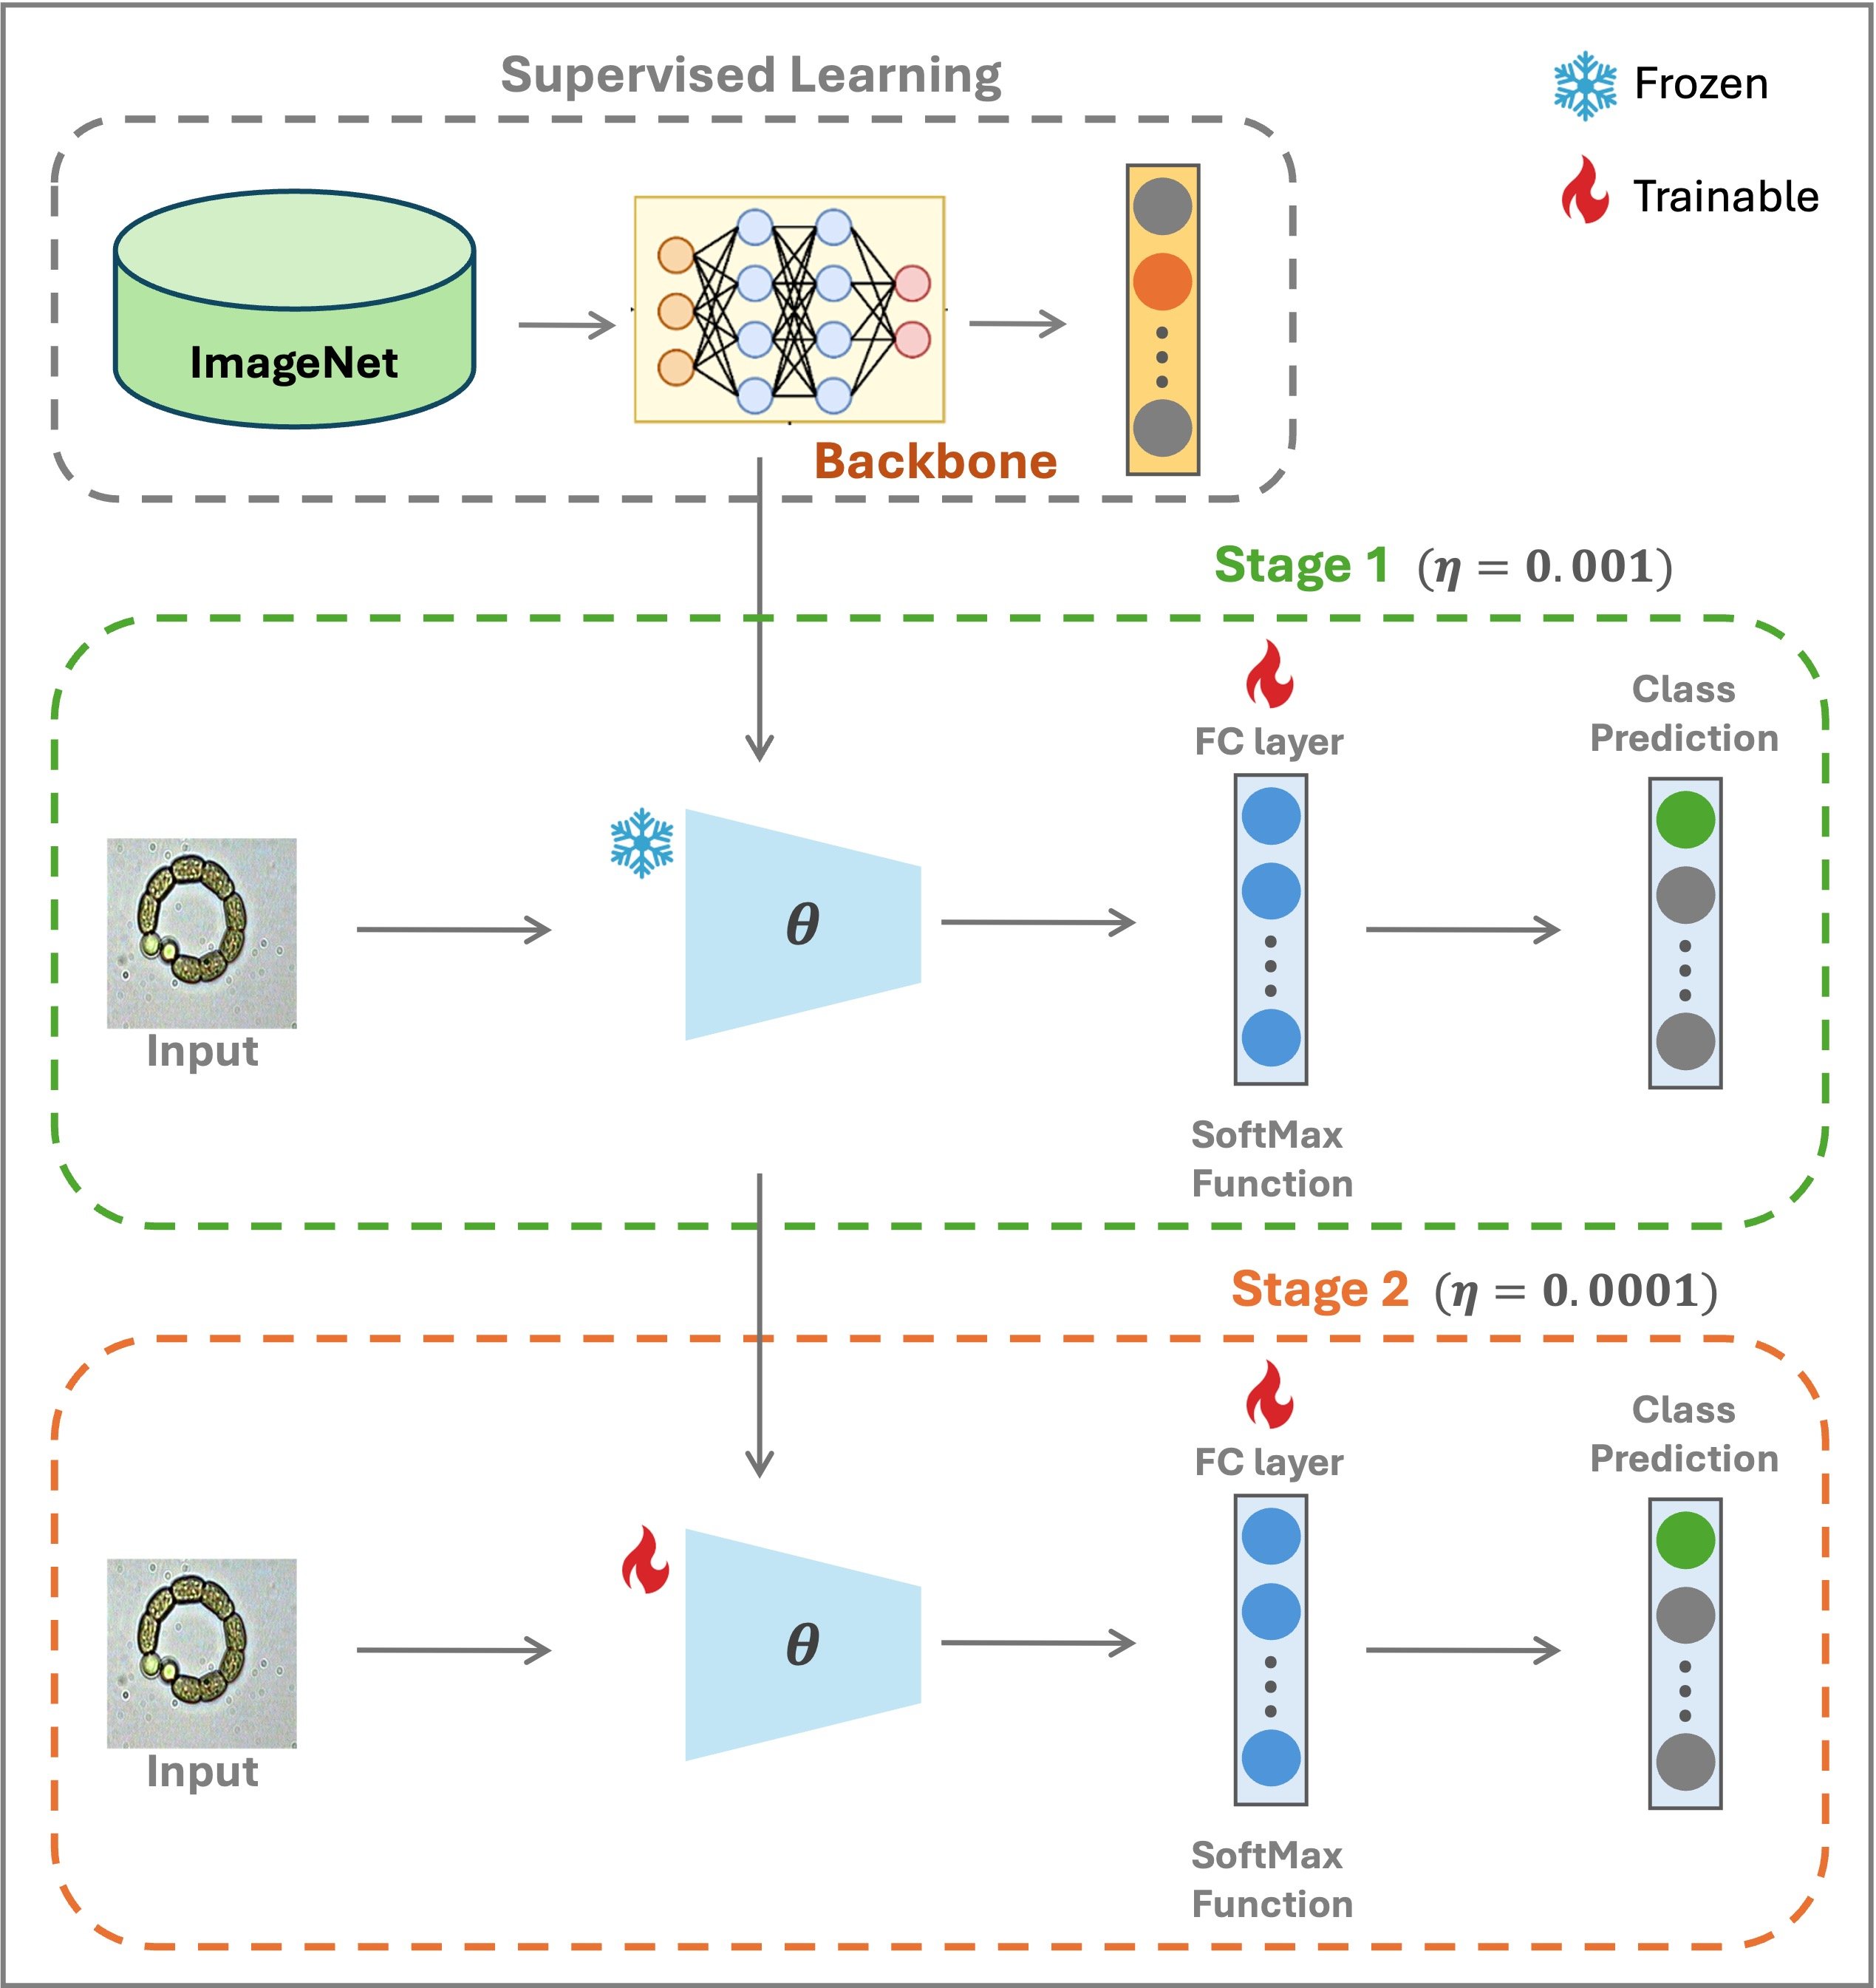 Supervised Learning
Frozen
Trainable
ImageNet
Backbone
Stage 1 (η = 0.001)
FC layer
Class
Prediction
θ
Input
SoftMax
Function
Stage 2 (η = 0.0001)
FC layer
Class
Prediction
θ
Input
SoftMax
Function